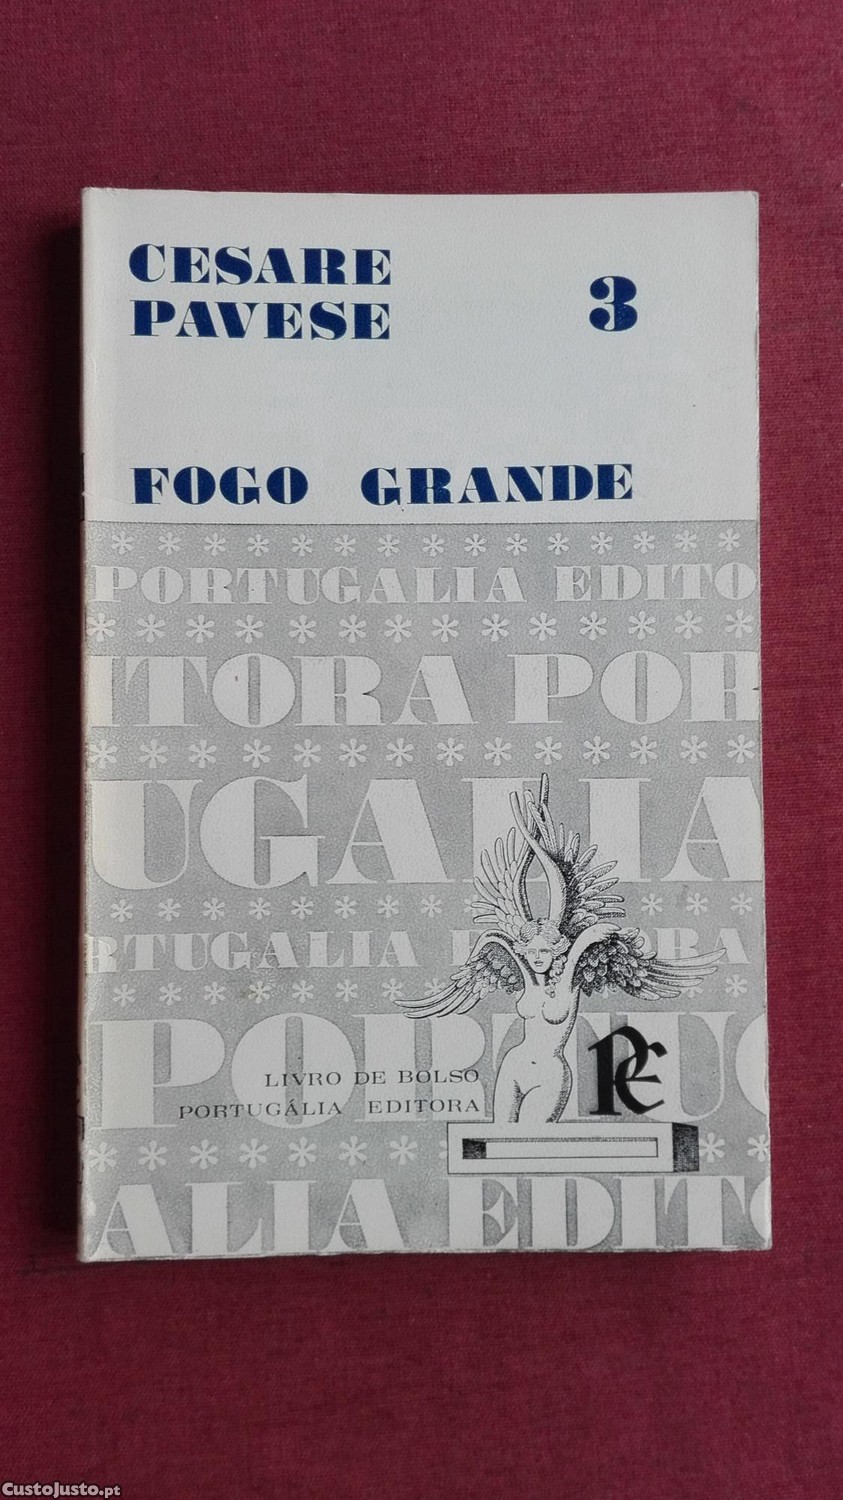 CESARE
PAVESE
3
FOGO GRANDE
PORTUGALIA EDITO
ITORA POR
UGALIA
RTUGALIA E ORA
PORTUG
LIVRO DE BOLSO
PORTUGÁLIA EDITORA
PE
ALIA EDITO
CustoJusto.pt